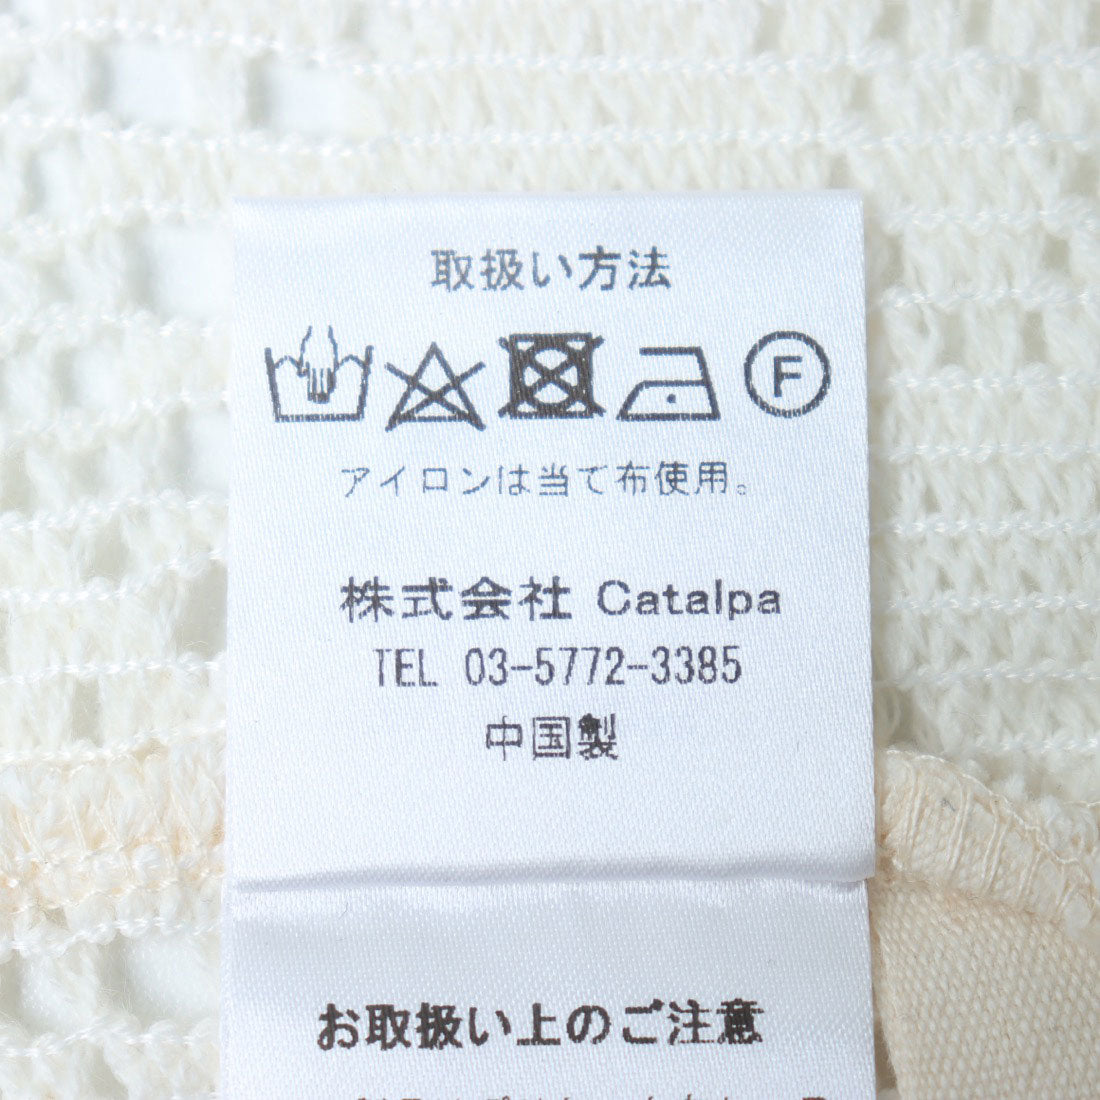 取扱い方法
F
アイロンは当て布使用。
株式会社 Catalpa
TEL 03-5772-3385
中国製
お取扱い上のご注意